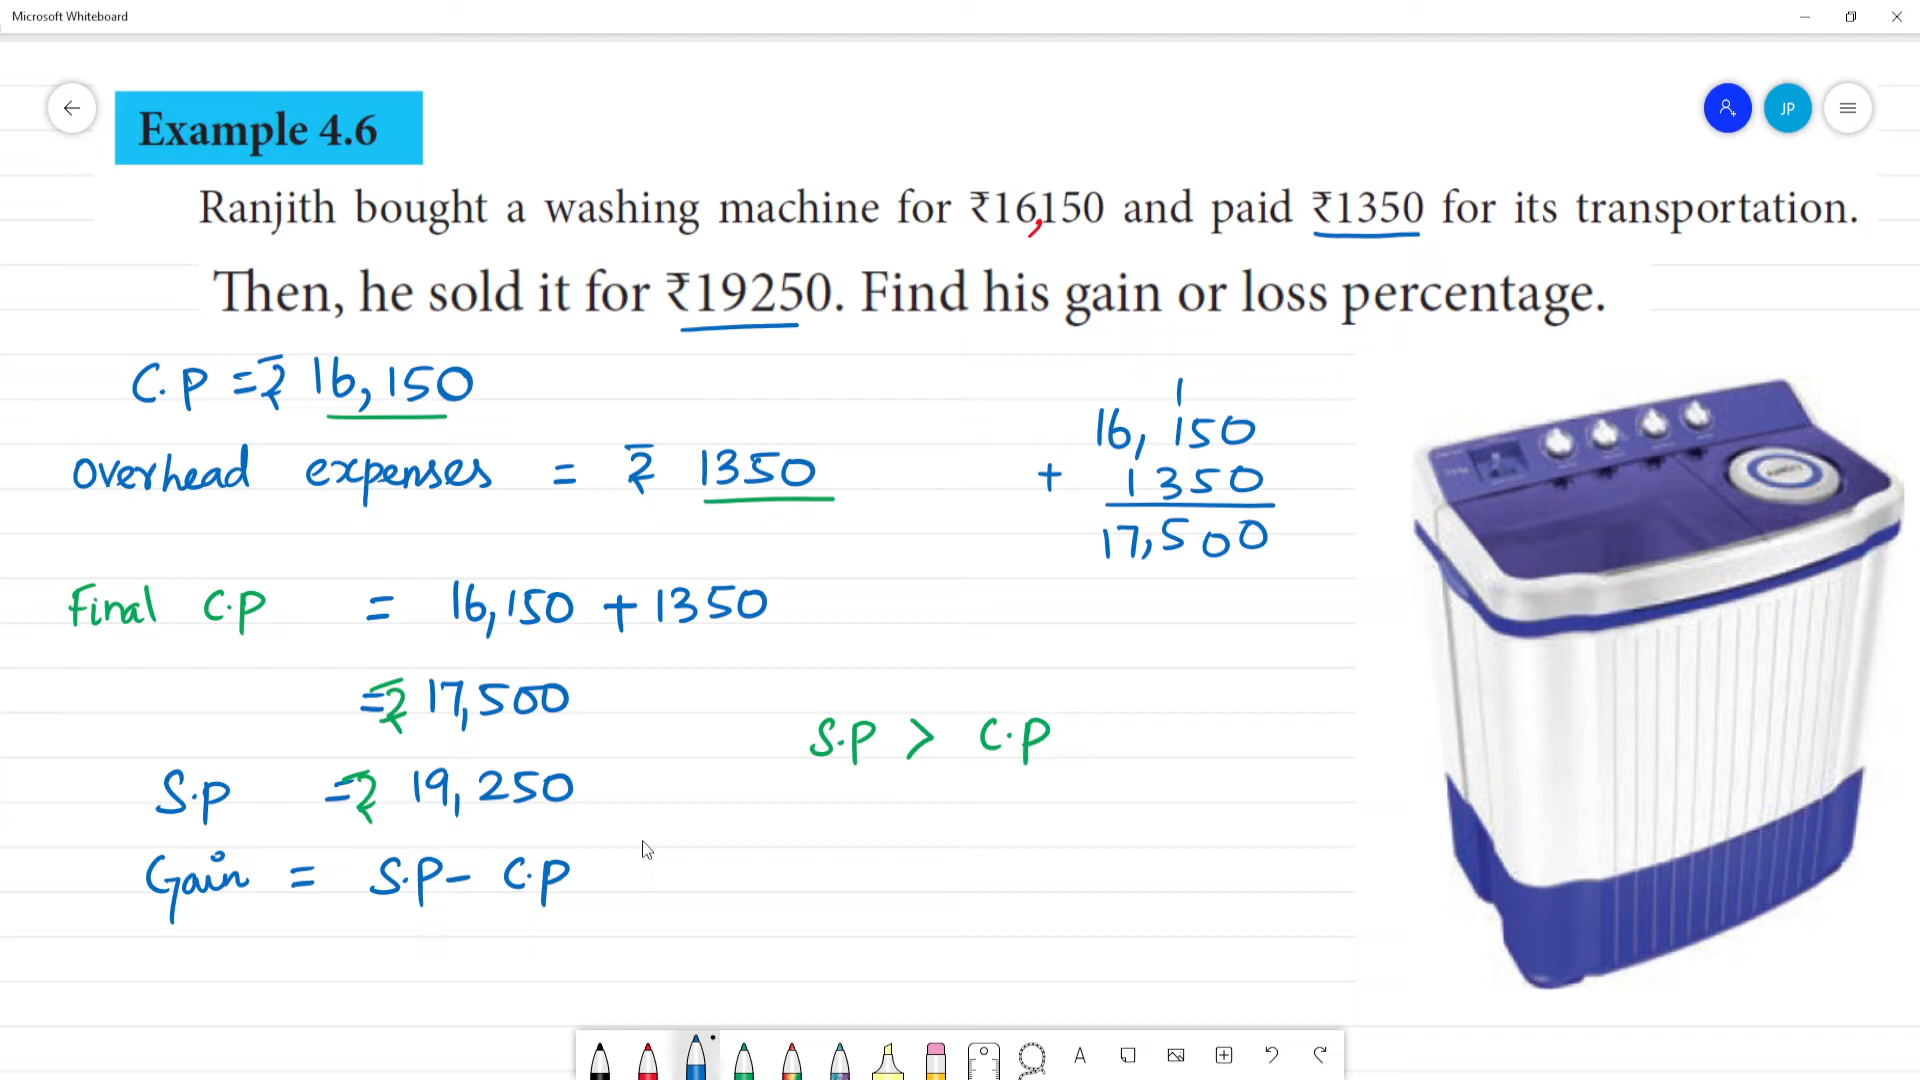 Microsoft Whiteboard
JP
Example 4.6
Ranjith bought a washing machine for ₹16,150 and paid ₹1350 for its transportation.
Then, he sold it for ₹19250. Find his gain or loss percentage.
C.P = ₹ 16,150
overhead expenses = ₹ 1350
1
16,150
+ 1350
17,500
Final C.P = 16,150 + 1350
= ₹ 17,500
S.P > C.P
S.P = ₹ 19,250
Gain = S.P - C.P
A